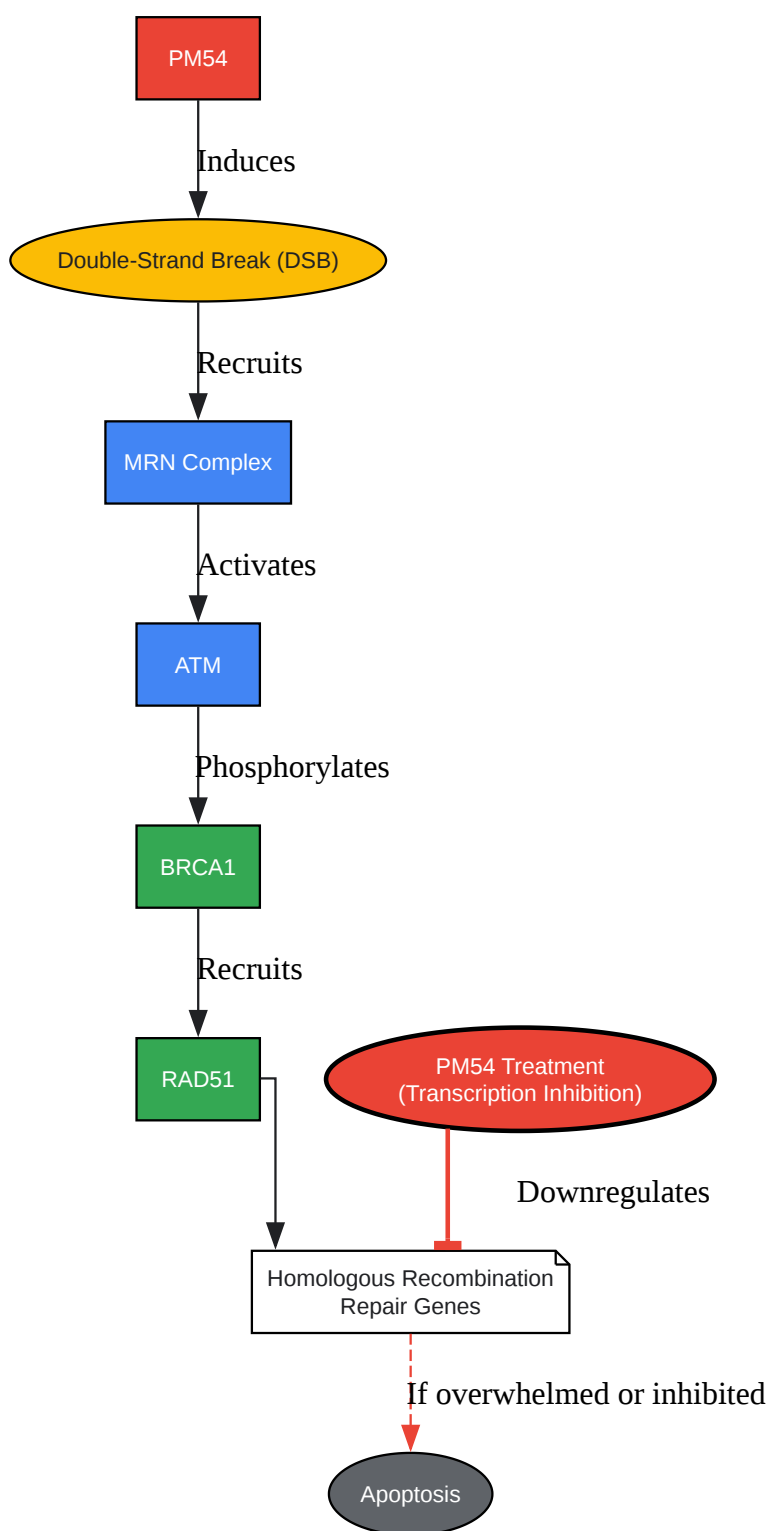 PM54
Induces
Double-Strand Break (DSB)
Recruits
MRN Complex
Activates
ATM
Phosphorylates
BRCA1
Recruits
RAD51
PM54 Treatment
(Transcription Inhibition)
Downregulates
Homologous Recombination
Repair Genes
If overwhelmed or inhibited
Apoptosis